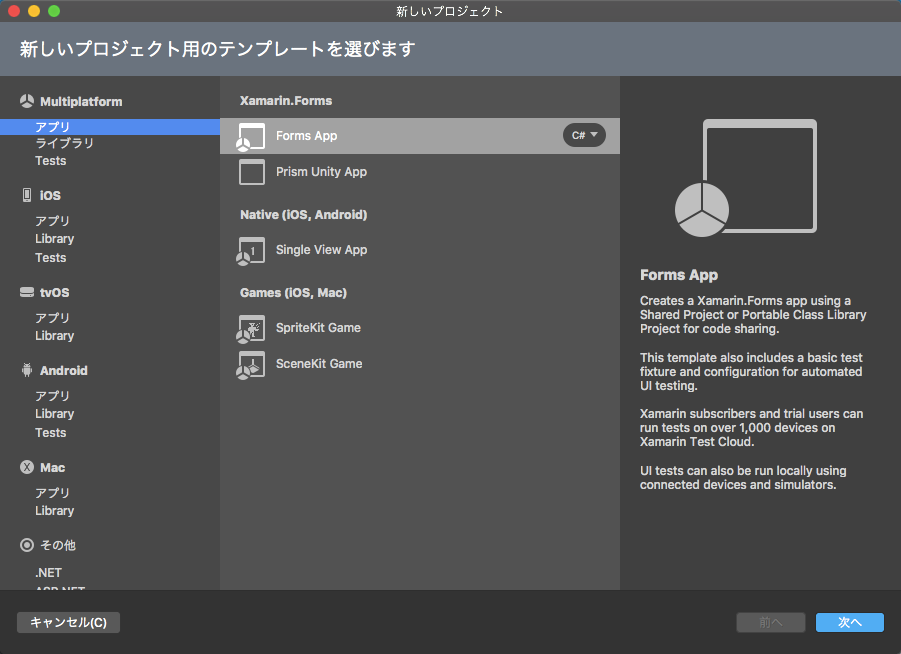 新しいプロジェクト
新しいプロジェクト用のテンプレートを選びます
Multiplatform
アプリ
ライブラリ
Tests
iOS
アプリ
Library
Tests
tvOS
アプリ
Library
Android
アプリ
Library
Tests
Mac
アプリ
Library
その他
.NET
ASP.NET
Xamarin.Forms
Forms App
C#
Prism Unity App
Native (iOS, Android)
1
Single View App
Games (iOS, Mac)
SpriteKit Game
SceneKit Game
Forms App
Creates a Xamarin.Forms app using a
Shared Project or Portable Class Library
Project for code sharing.
This template also includes a basic test
fixture and configuration for automated
UI testing.
Xamarin subscribers and trial users can
run tests on over 1,000 devices on
Xamarin Test Cloud.
UI tests can also be run locally using
connected devices and simulators.
キャンセル(C)
前へ
次へ